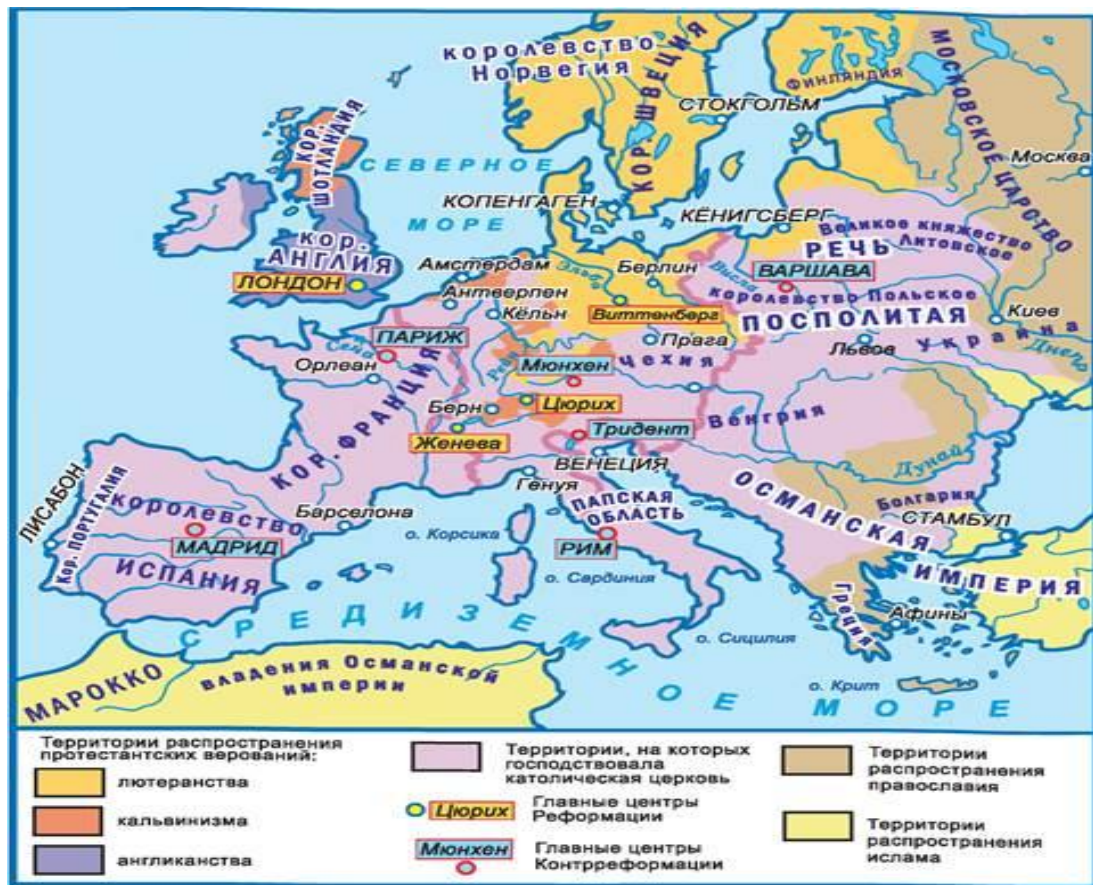 королевство
Норвегия
КОР. ШВЕЦИЯ
ФИНЛЯНДИЯ
МОСКОВСКОЕ ЦАРСТВО
СТОКГОЛЬМ
Москва
КОР.
ШОТЛАНДИЯ
СЕВЕРНОЕ
МОРЕ
КОПЕНГАГЕН
КЁНИГСБЕРГ
Великое княжество
Литовское
РЕЧЬ
КОР.
АНГЛИЯ
ЛОНДОН
Амстердам
Эльба
Берлин
Висла
ВАРШАВА
Антверпен
королевство Польское
Кёльн
Виттенберг
ПОСПОЛИТАЯ
Киев
ПАРИЖ
Сена
Прага
Львов
Украина
Днепр
Орлеан
Рейн
Мюнхен
Чехия
КОР. ФРАНЦИЯ
Берн
Цюрих
Женева
Тридент
Венгрия
ВЕНЕЦИЯ
Генуя
Дунай
ЛИСАБОН
Кор. ПОРТУГАЛИЯ
королевство
ИСПАНИЯ
МАДРИД
Барселона
о. Корсика
ПАПСКАЯ
ОБЛАСТЬ
РИМ
ОСМАНСКАЯ
ИМПЕРИЯ
Болгария
СТАМБУЛ
о. Сардиния
Греция
Афины
СРЕДИЗЕМНОЕ МОРЕ
о. Сицилия
о. Крит
МАРОККО
владения Османской
империи
Территории распространения
протестантских верований:
лютеранства
кальвинизма
англиканства
Территории, на которых
господствовала
католическая церковь
Цюрих
Главные центры
Реформации
Мюнхен
Главные центры
Контрреформации
Территории
распространения
православия
Территории
распространения
ислама